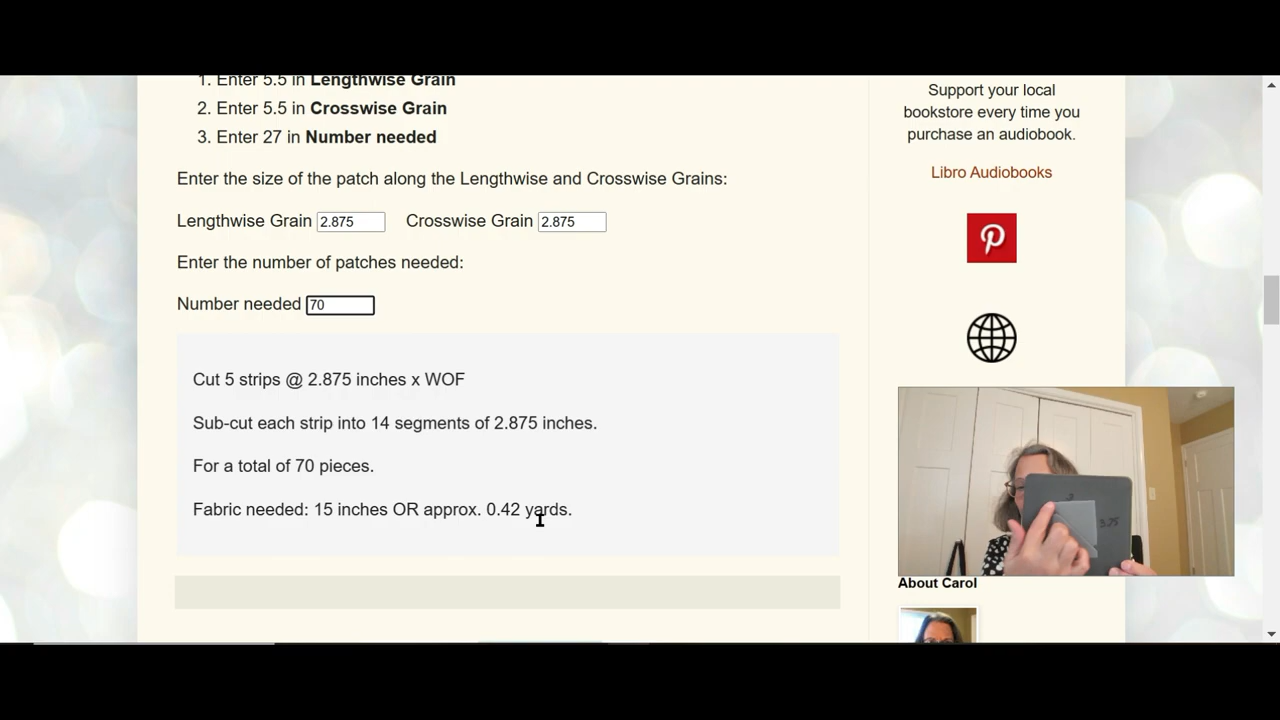 1. Enter 5.5 in Lengthwise Grain
2. Enter 5.5 in Crosswise Grain
3. Enter 27 in Number needed
Enter the size of the patch along the Lengthwise and Crosswise Grains:
Lengthwise Grain 2.875 Crosswise Grain 2.875
Enter the number of patches needed:
Number needed 70
Cut 5 strips @ 2.875 inches x WOF
Sub-cut each strip into 14 segments of 2.875 inches.
For a total of 70 pieces.
Fabric needed: 15 inches OR approx. 0.42 yards.
Support your local
bookstore every time you
purchase an audiobook.
Libro Audiobooks
About Carol